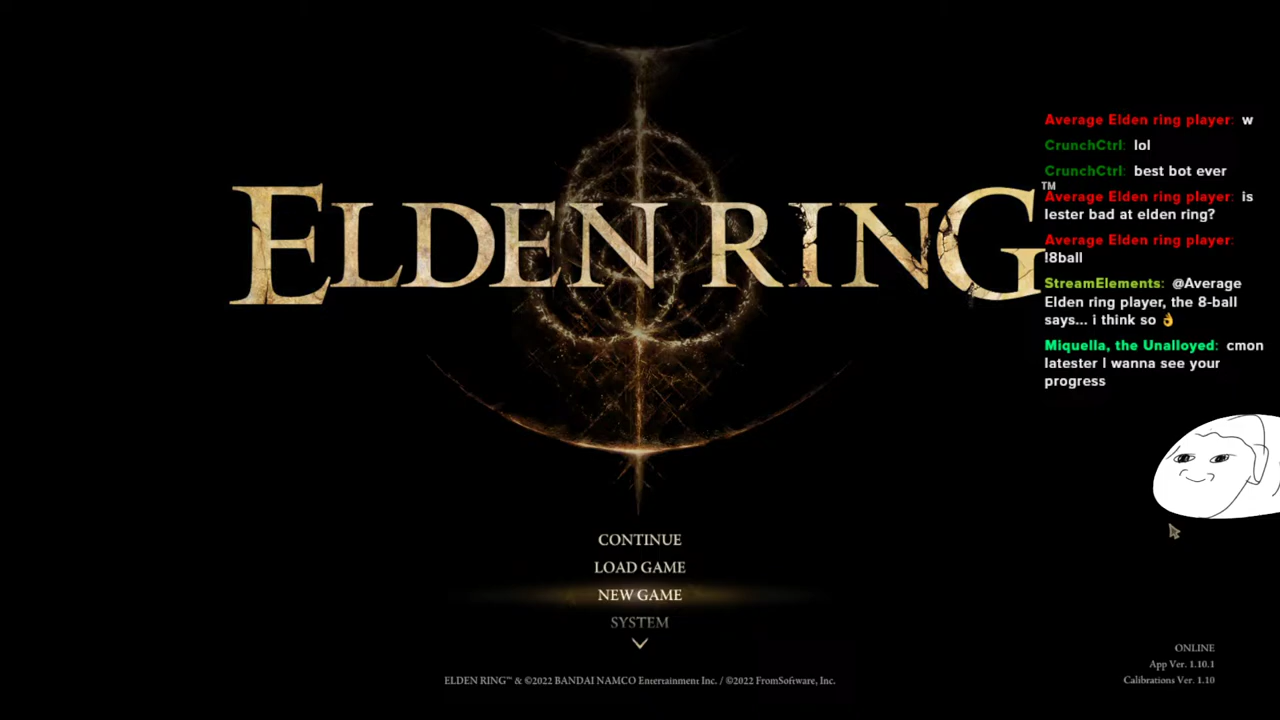 ELDEN RING™
CONTINUE
LOAD GAME
NEW GAME
SYSTEM
ELDEN RING™ & ©2022 BANDAI NAMCO Entertainment Inc. / ©2022 FromSoftware, Inc.
Average Elden ring player: w
CrunchCtrl: lol
CrunchCtrl: best bot ever
Average Elden ring player: is
lester bad at elden ring?
Average Elden ring player:
!8ball
StreamElements: @Average
Elden ring player, the 8-ball
says... i think so 👌
Miquella, the Unalloyed: cmon
latester I wanna see your
progress
ONLINE
App Ver. 1.10.1
Calibrations Ver. 1.10